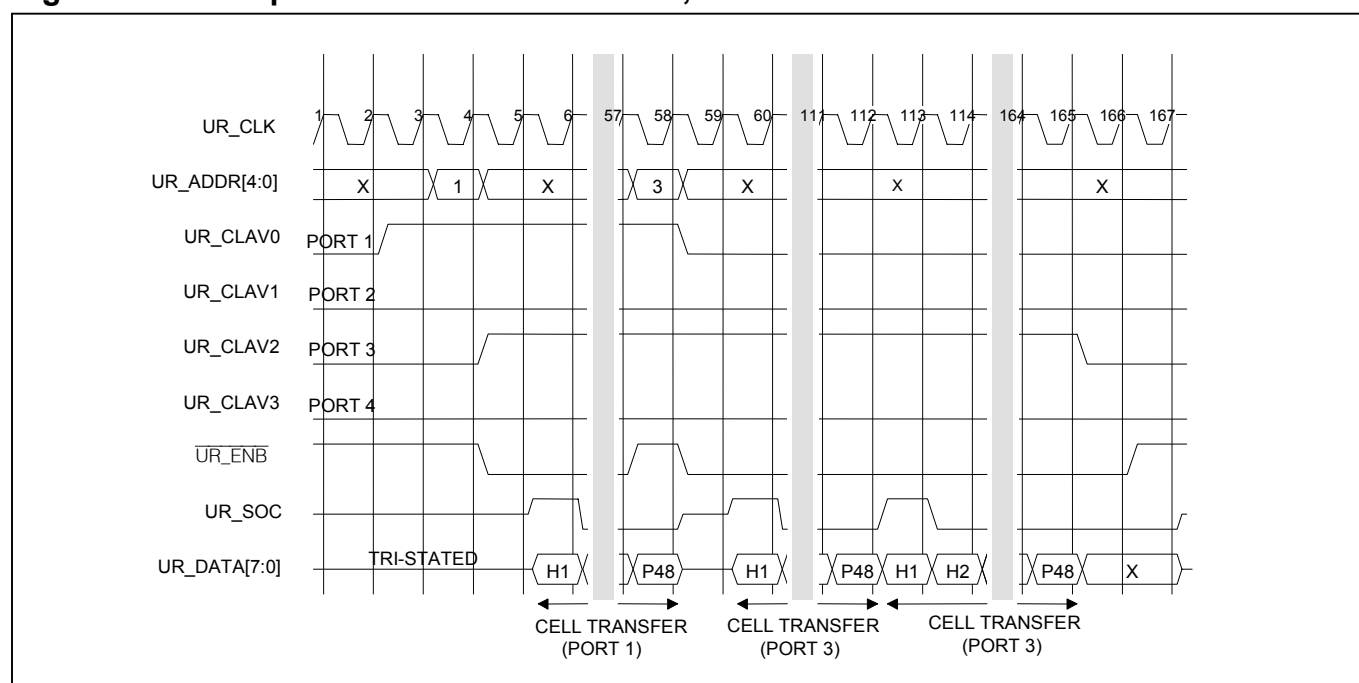 1 2 3 4 5 6 57 58 59 60 111 112 113 114 164 165 166 167
UR_CLK
UR_ADDR[4:0] X 1 X 3 X X X
UR_CLAV0 PORT 1
UR_CLAV1 PORT 2
UR_CLAV2 PORT 3
UR_CLAV3 PORT 4
UR_ENB
UR_SOC
UR_DATA[7:0] TRI-STATED H1 P48 H1 P48 H1 H2 P48 X
CELL TRANSFER CELL TRANSFER CELL TRANSFER
(PORT 1) (PORT 3) (PORT 3)